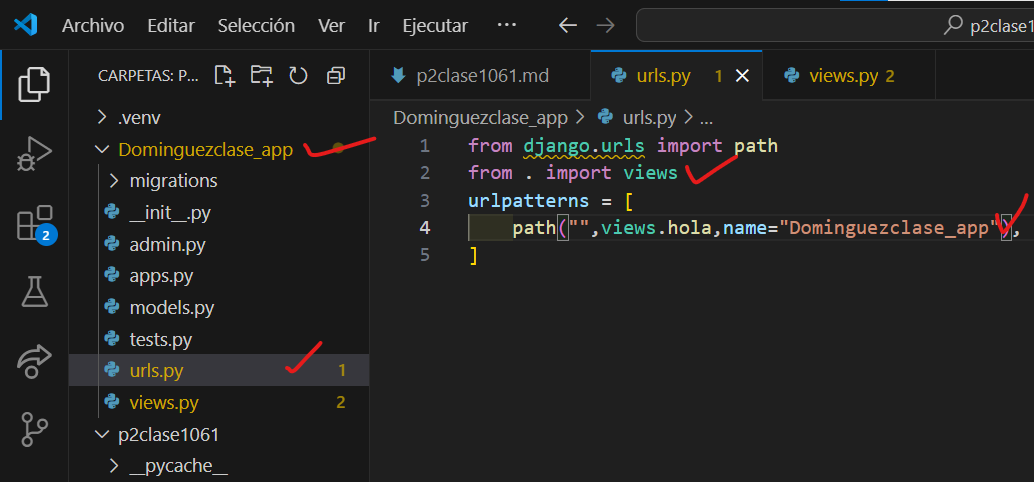 Archivo Editar Selección Ver Ir Ejecutar ··· p2clase1
CARPETAS: P... p2clase1061.md urls.py 1 views.py 2
.venv
Dominguezclase_app
migrations
__init__.py
admin.py
apps.py
models.py
tests.py
urls.py 1
views.py 2
p2clase1061
__pycache__
2
Dominguezclase_app > urls.py > ...
1 from django.urls import path
2 from . import views
3 urlpatterns = [
4 path("",views.hola,name="Dominguezclase_app"),
5 ]